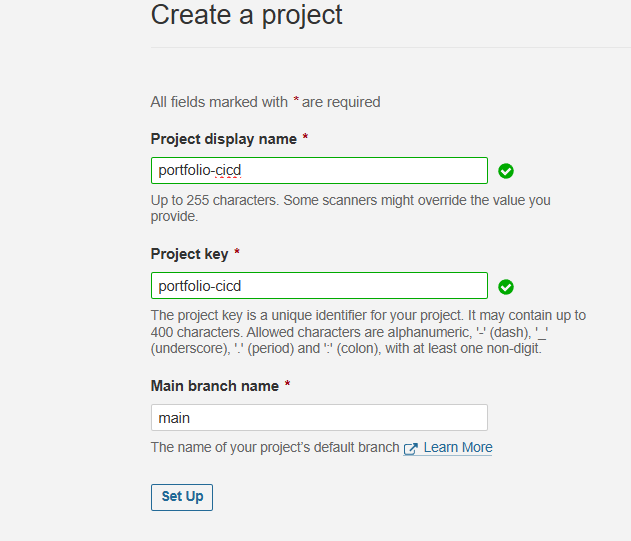 Create a project
All fields marked with * are required
Project display name *
portfolio-cicd
Up to 255 characters. Some scanners might override the value you
provide.
Project key *
portfolio-cicd
The project key is a unique identifier for your project. It may contain up to
400 characters. Allowed characters are alphanumeric, '-' (dash), '_'
(underscore), '.' (period) and ':' (colon), with at least one non-digit.
Main branch name *
main
The name of your project's default branch Learn More
Set Up